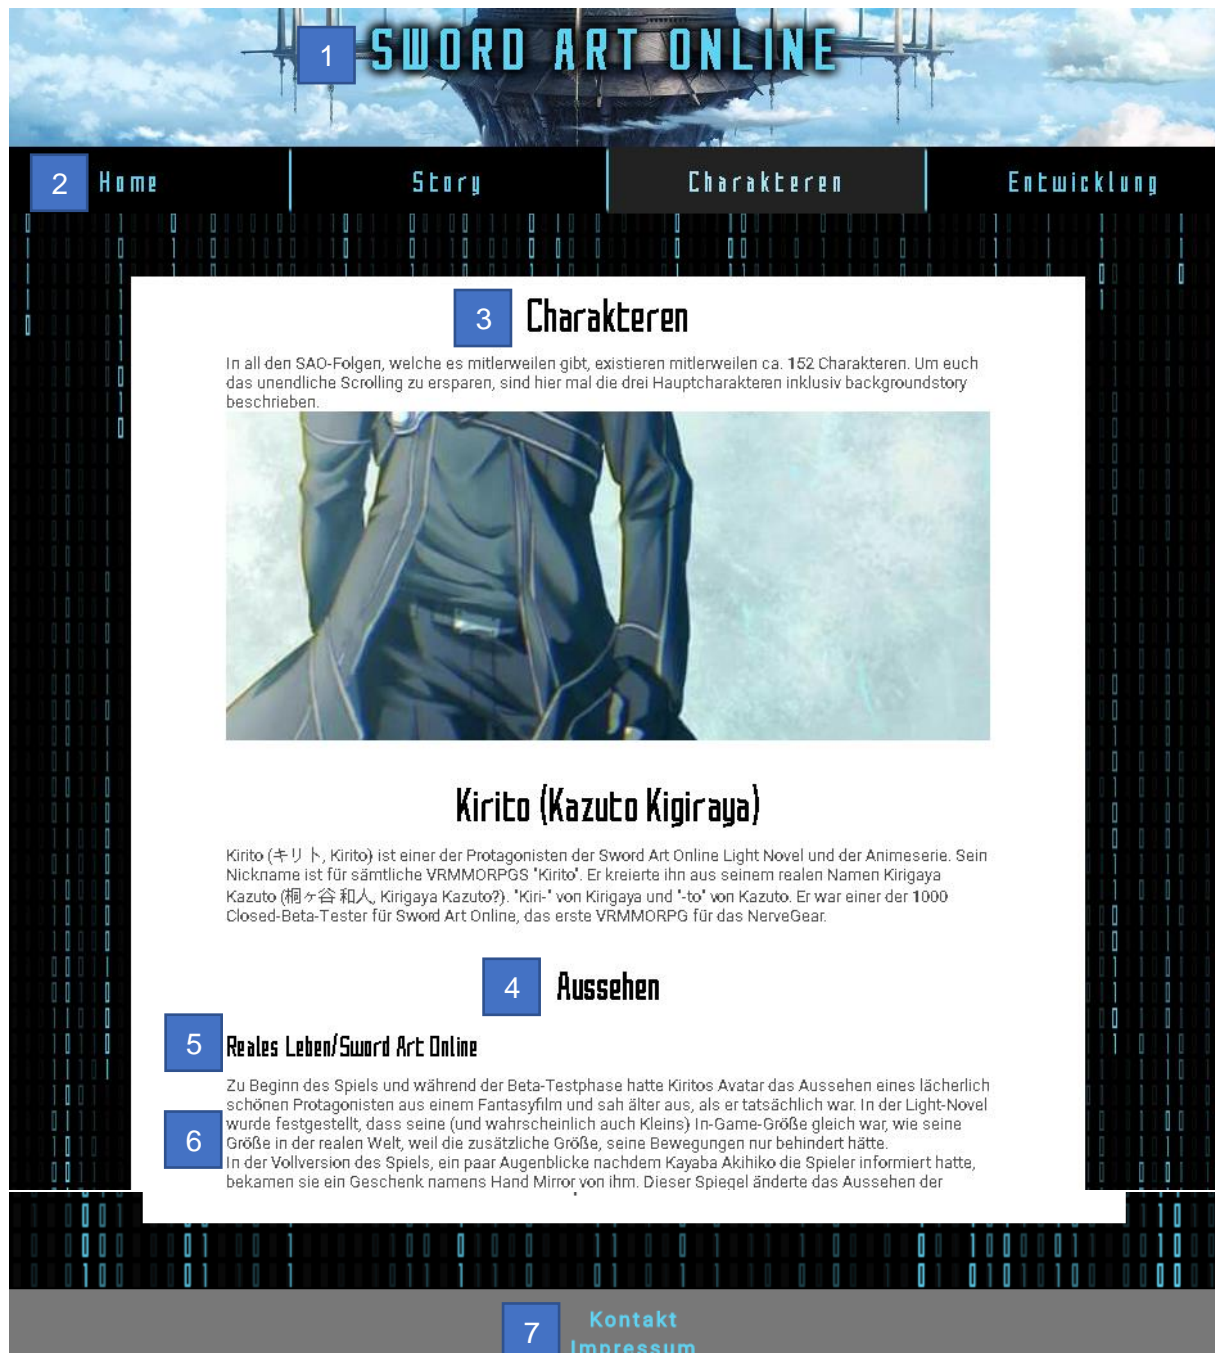 1 SWORD ART ONLINE
2 Home Story Charakteren Entwicklung
3 Charakteren
In all den SAO-Folgen, welche es mitlerweilen gibt, existieren mitlerweilen ca. 152 Charakteren. Um euch
das unendliche Scrolling zu ersparen, sind hier mal die drei Hauptcharakteren inklusiv backgroundstory
beschrieben.
Kirito (Kazuto Kigiraya)
Kirito (キリト, Kirito) ist einer der Protagonisten der Sword Art Online Light Novel und der Animeserie. Sein
Nickname ist für sämtliche VRMMORPGS "Kirito". Er kreierte ihn aus seinem realen Namen Kirigaya
Kazuto (桐ヶ谷 和人, Kirigaya Kazuto?). "Kiri-" von Kirigaya und "-to" von Kazuto. Er war einer der 1000
Closed-Beta-Tester für Sword Art Online, das erste VRMMORPG für das NerveGear.
4 Aussehen
5 Reales Leben/Sword Art Online
Zu Beginn des Spiels und während der Beta-Testphase hatte Kiritos Avatar das Aussehen eines lächerlich
schönen Protagonisten aus einem Fantasyfilm und sah älter aus, als er tatsächlich war. In der Light-Novel
wurde festgestellt, dass seine (und wahrscheinlich auch Kleins) In-Game-Größe gleich war, wie seine
6 Größe in der realen Welt, weil die zusätzliche Größe, seine Bewegungen nur behindert hätte.
In der Vollversion des Spiels, ein paar Augenblicke nachdem Kayaba Akihiko die Spieler informiert hatte,
bekamen sie ein Geschenk namens Hand Mirror von ihm. Dieser Spiegel änderte das Aussehen der
7 Kontakt
Impressum